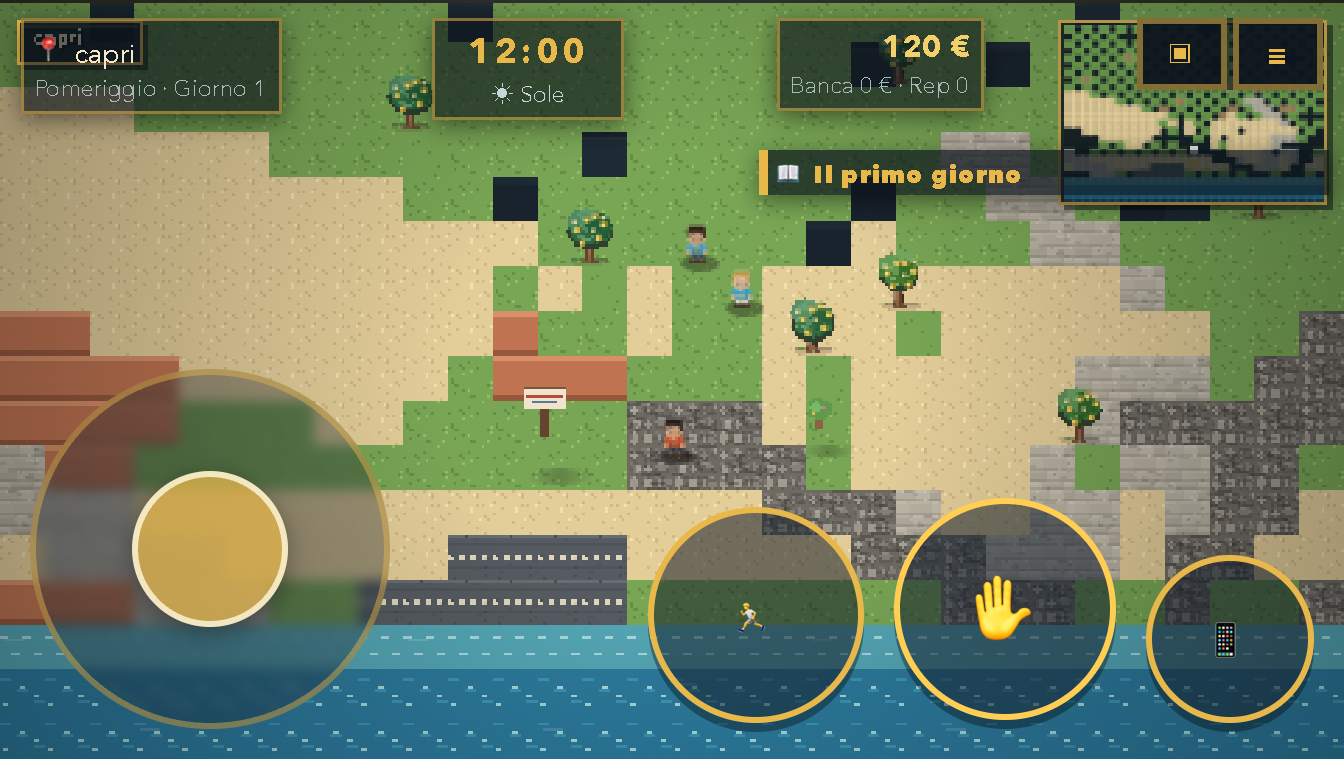 capri
capri
Pomeriggio · Giorno 1
12:00
Sole
120 €
Banca 0 € · Rep 0
Il primo giorno